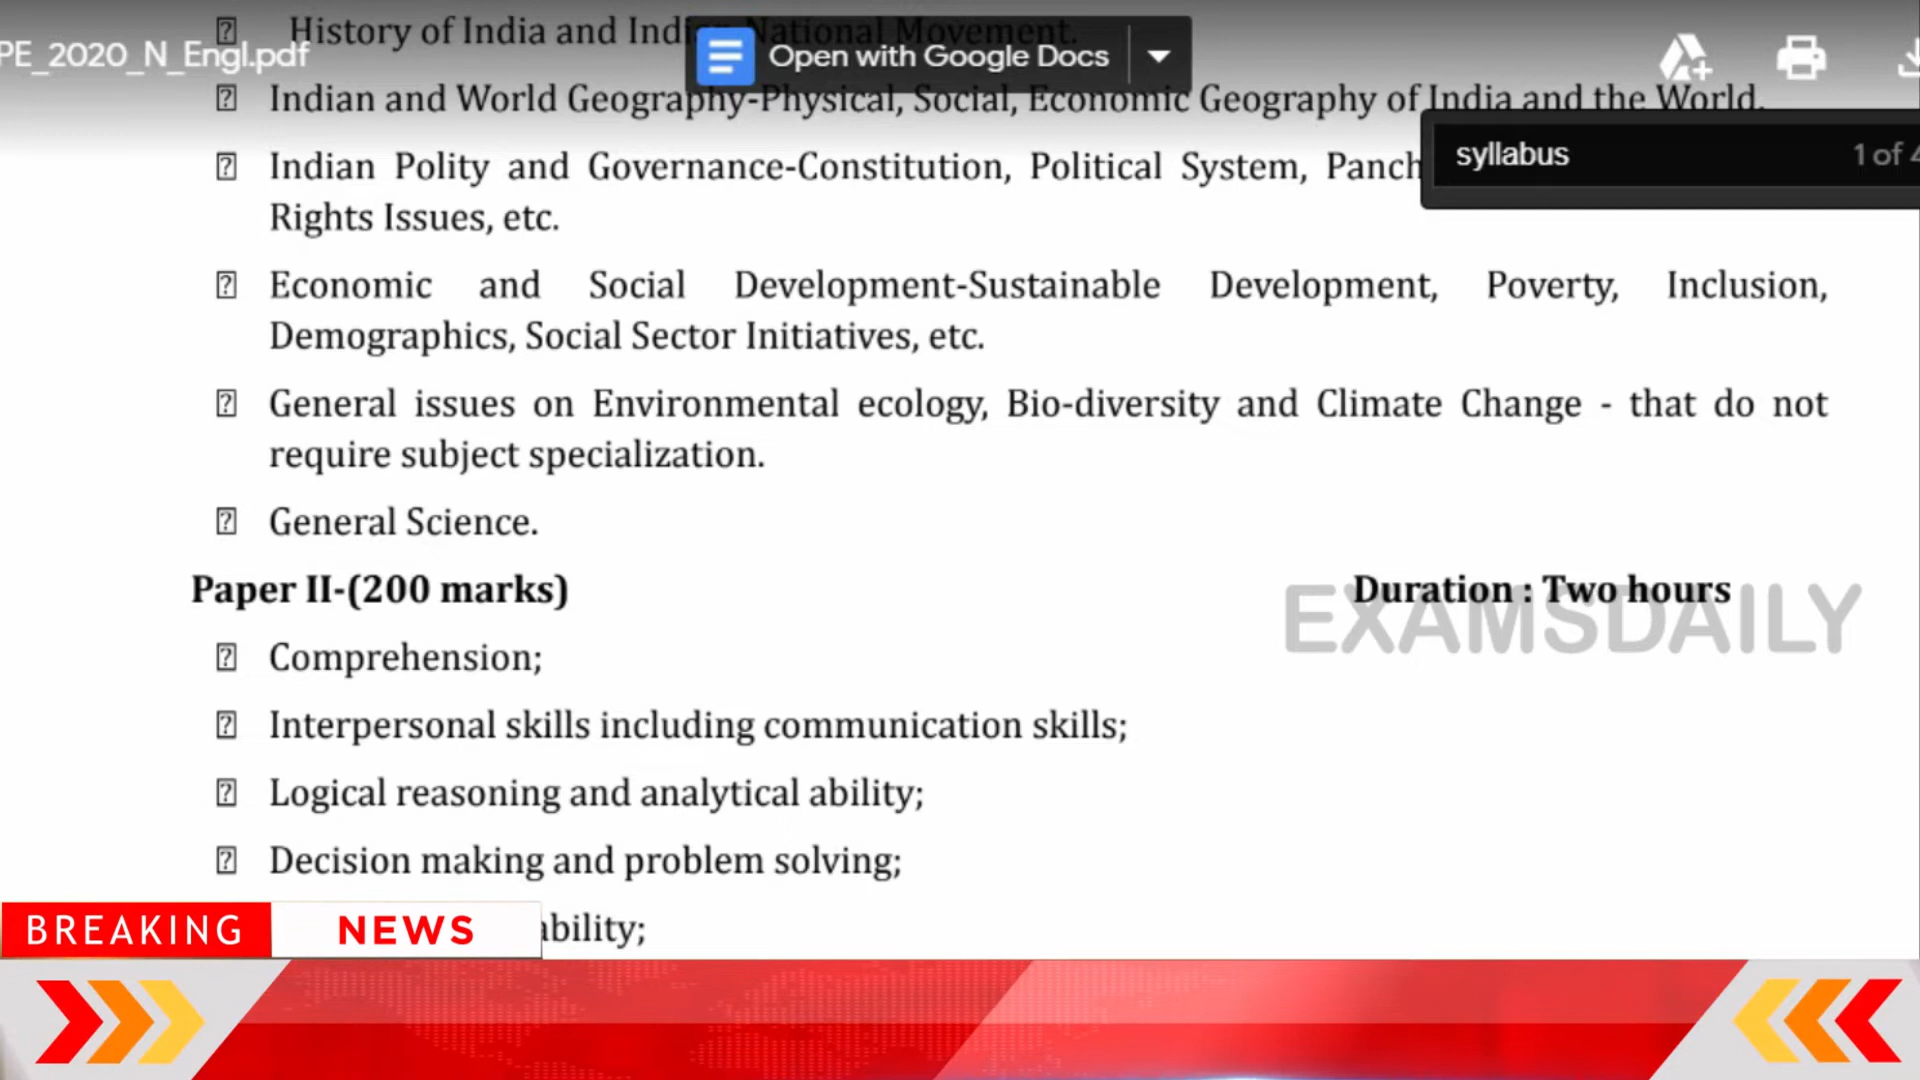 History of India and Indian National Movement.
PE_2020_N_Engl.pdf
Open with Google Docs
Indian and World Geography-Physical, Social, Economic Geography of India and the World.
syllabus 1 of 4
Indian Polity and Governance-Constitution, Political System, Panch
Rights Issues, etc.
Economic and Social Development-Sustainable Development, Poverty, Inclusion,
Demographics, Social Sector Initiatives, etc.
General issues on Environmental ecology, Bio-diversity and Climate Change - that do not
require subject specialization.
General Science.
Paper II-(200 marks) Duration : Two hours
EXAMSDAILY
Comprehension;
Interpersonal skills including communication skills;
Logical reasoning and analytical ability;
Decision making and problem solving;
ability;
BREAKING NEWS